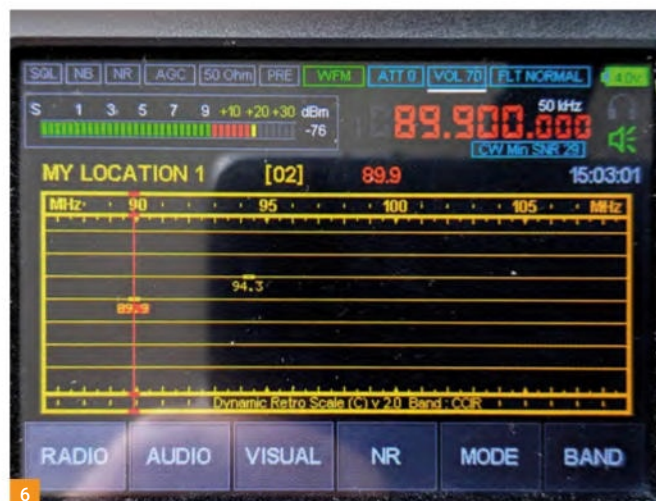 SQL NB NR AGC 50 Ohm PRE WFM ATT 0 VOL 70 FLT NORMAL 4.0v
S 1 3 5 7 9 +10 +20 +30 dBm
-76
50 kHz
89.900.000
CW Min SNR 29
MY LOCATION 1 [02] 89.9 15:03:01
MHz 90 95 100 105 MHz
94.3
89.9
Dynamic Retro Scale (C) v 2.0 Band : CCIR
RADIO AUDIO VISUAL NR MODE BAND
6